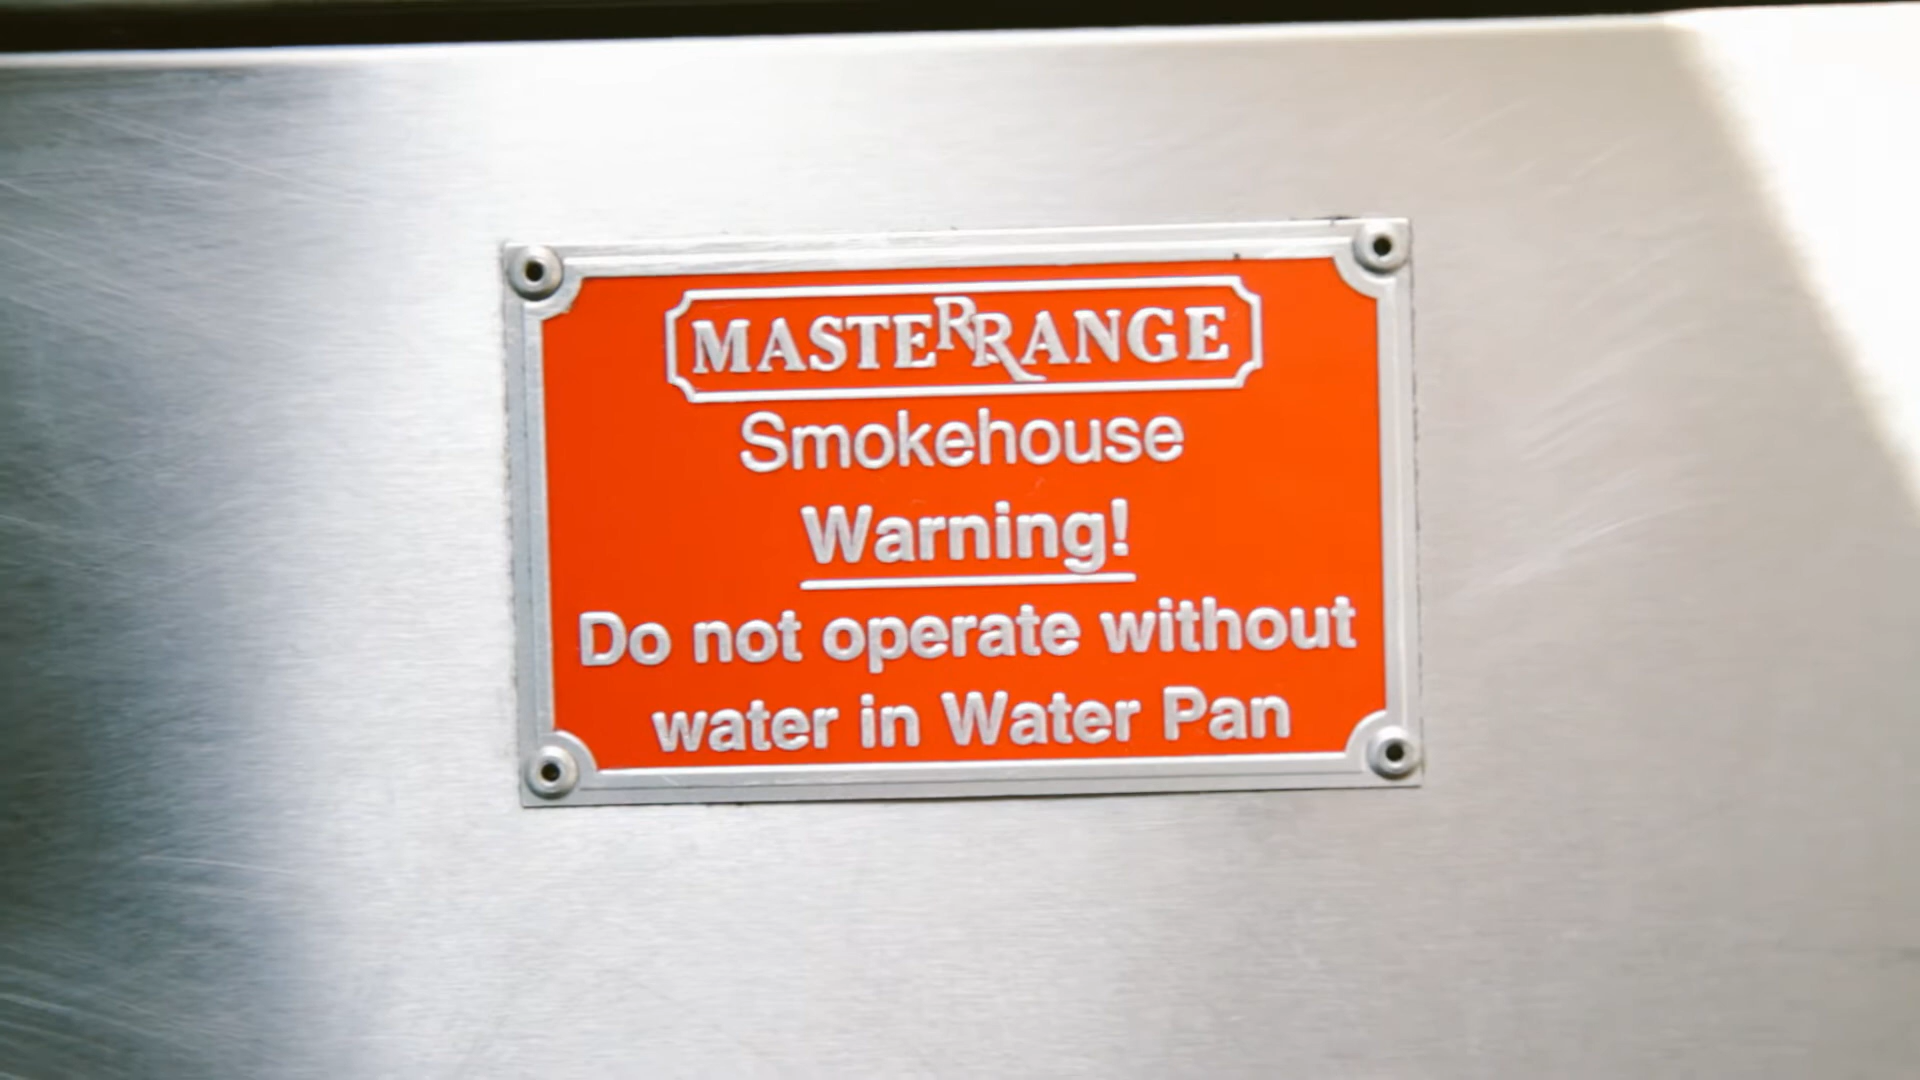 MASTERRANGE
Smokehouse
Warning!
Do not operate without
water in Water Pan